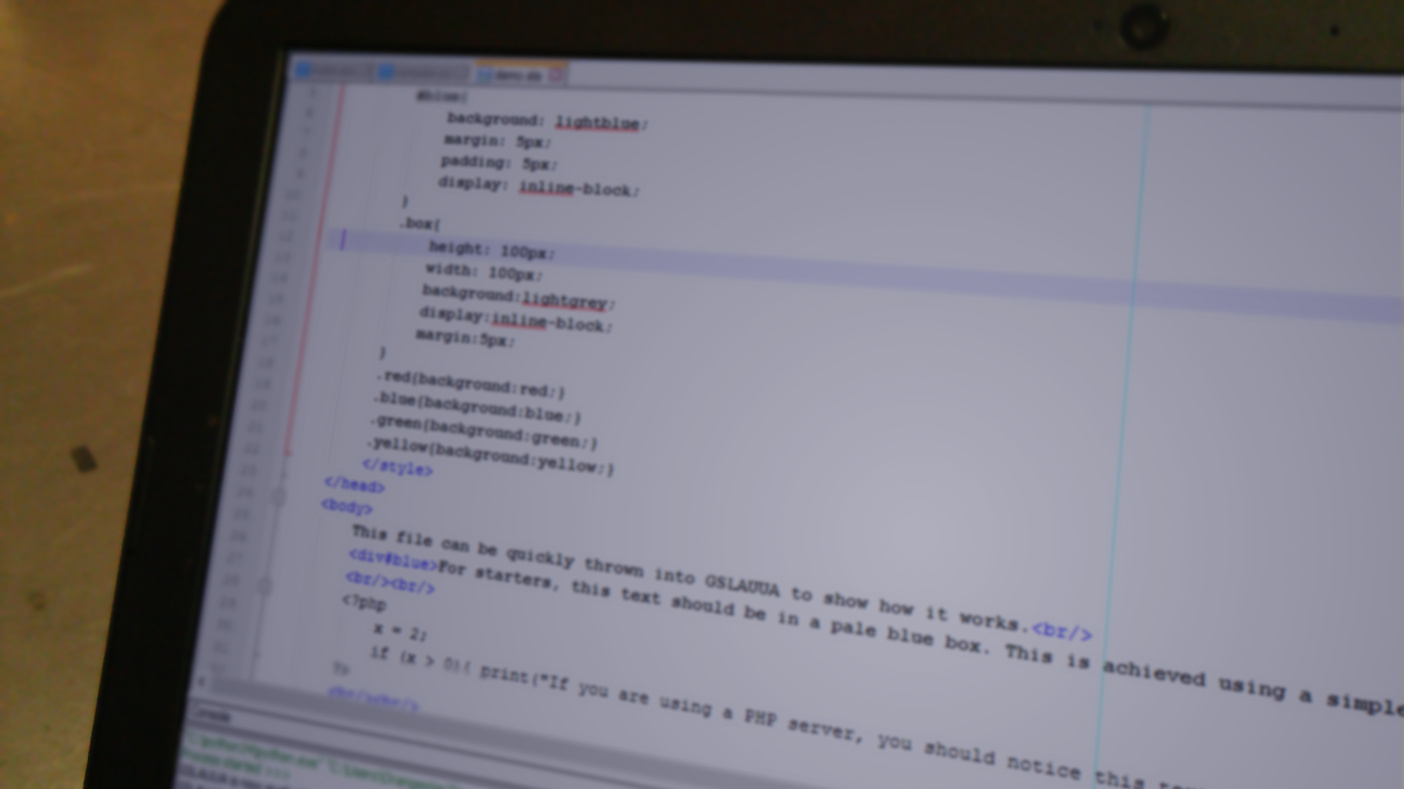 #blue{
background: lightblue;
margin: 5px;
padding: 5px;
display: inline-block;
}
.box{
height: 100px;
width: 100px;
background:lightgrey;
display:inline-block;
margin:5px;
}
.red{background:red;}
.blue{background:blue;}
.green{background:green;}
.yellow{background:yellow;}
</style>
</head>
<body>
This file can be quickly thrown into GSLAUUA to show how it works.<br/>
<div#blue>For starters, this text should be in a pale blue box. This is achieved using a simple
<br/><br/>
<?php
x = 2;
if (x > 0){ print("If you are using a PHP server, you should notice this
?>
<br/><br/>
Console